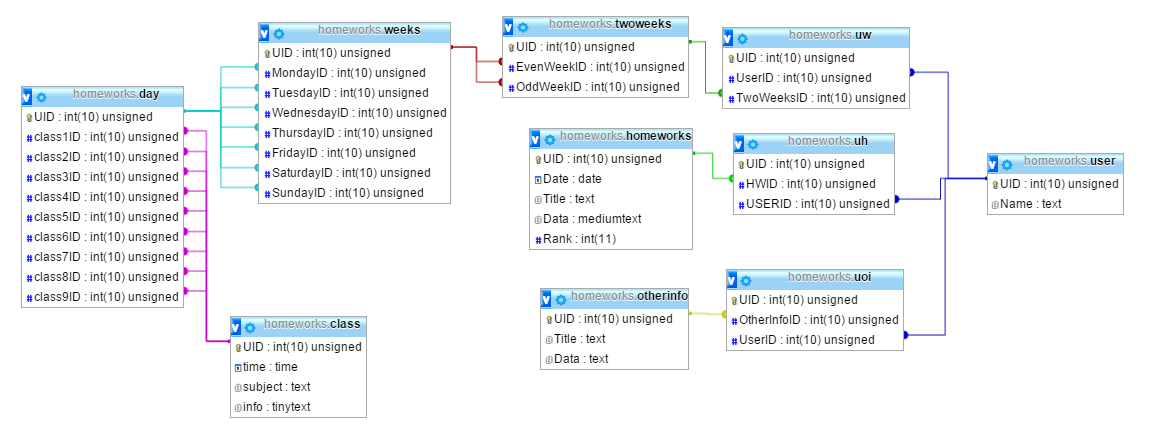 homeworks.day
UID : int(10) unsigned
class1ID : int(10) unsigned
class2ID : int(10) unsigned
class3ID : int(10) unsigned
class4ID : int(10) unsigned
class5ID : int(10) unsigned
class6ID : int(10) unsigned
class7ID : int(10) unsigned
class8ID : int(10) unsigned
class9ID : int(10) unsigned
homeworks.weeks
UID : int(10) unsigned
MondayID : int(10) unsigned
TuesdayID : int(10) unsigned
WednesdayID : int(10) unsigned
ThursdayID : int(10) unsigned
FridayID : int(10) unsigned
SaturdayID : int(10) unsigned
SundayID : int(10) unsigned
homeworks.class
UID : int(10) unsigned
time : time
subject : text
info : tinytext
homeworks.twoweeks
UID : int(10) unsigned
EvenWeekID : int(10) unsigned
OddWeekID : int(10) unsigned
homeworks.homeworks
UID : int(10) unsigned
Date : date
Title : text
Data : mediumtext
Rank : int(11)
homeworks.otherinfo
UID : int(10) unsigned
Title : text
Data : text
homeworks.uw
UID : int(10) unsigned
UserID : int(10) unsigned
TwoWeeksID : int(10) unsigned
homeworks.uh
UID : int(10) unsigned
HWID : int(10) unsigned
USERID : int(10) unsigned
homeworks.uoi
UID : int(10) unsigned
OtherInfoID : int(10) unsigned
UserID : int(10) unsigned
homeworks.user
UID : int(10) unsigned
Name : text